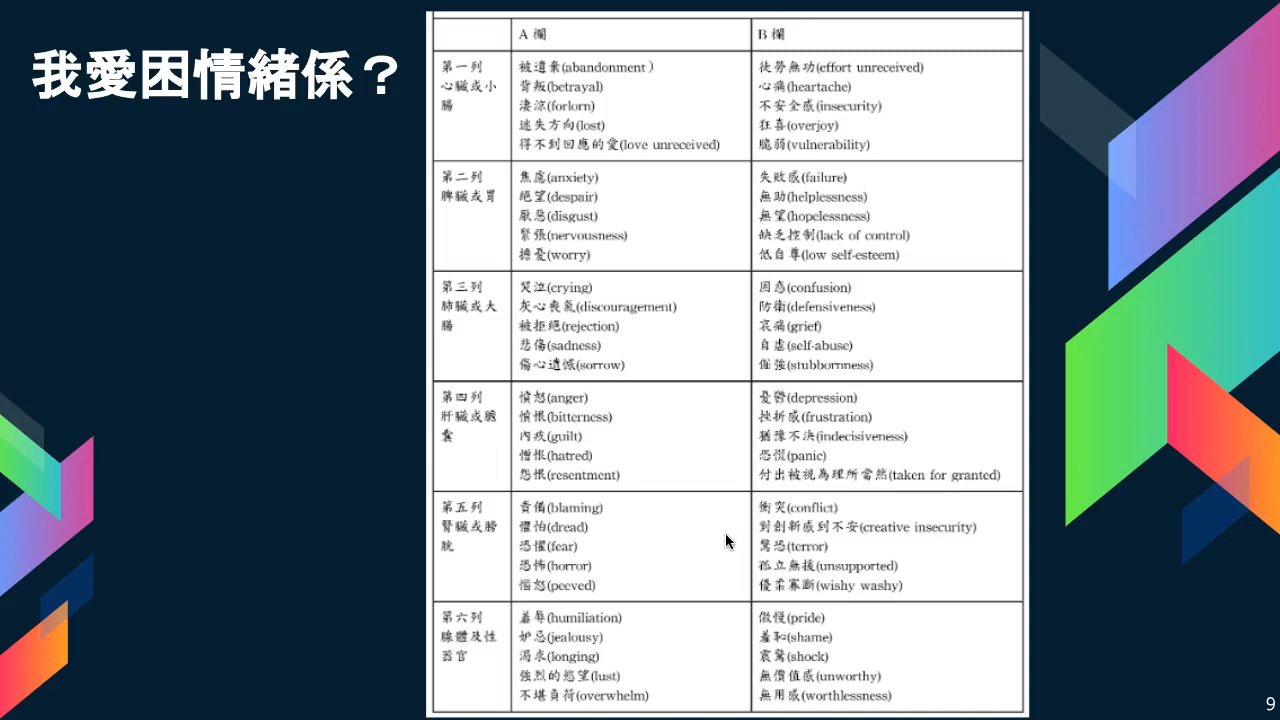 我愛困情緒係？
A 欄 B 欄
第一列 被遺棄(abandonment） 徒勞無功(effort unreceived)
心臟或小 背叛(betrayal) 心痛(heartache)
腸 淒涼(forlorn) 不安全感(insecurity)
迷失方向(lost) 狂喜(overjoy)
得不到回應的愛(love unreceived) 脆弱(vulnerability)
第二列 焦慮(anxiety) 失敗感(failure)
脾臟或胃 絕望(despair) 無助(helplessness)
厭惡(disgust) 無望(hopelessness)
緊張(nervousness) 缺乏控制(lack of control)
擔憂(worry) 低自尊(low self-esteem)
第三列 哭泣(crying) 困惑(confusion)
肺臟或大 灰心喪氣(discouragement) 防衛(defensiveness)
腸 被拒絕(rejection) 哀痛(grief)
悲傷(sadness) 自虐(self-abuse)
傷心遺憾(sorrow) 倔強(stubbornness)
第四列 憤怒(anger) 憂鬱(depression)
肝臟或膽 憤恨(bitterness) 挫折感(frustration)
囊 內疚(guilt) 猶豫不決(indecisiveness)
憎恨(hatred) 恐慌(panic)
怨恨(resentment) 付出被視為理所當然(taken for granted)
第五列 責備(blaming) 衝突(conflict)
腎臟或膀 懼怕(dread) 對創新感到不安(creative insecurity)
胱 恐懼(fear) 驚恐(terror)
恐怖(horror) 孤立無援(unsupported)
惱怒(peeved) 優柔寡斷(wishy washy)
第六列 羞辱(humiliation) 傲慢(pride)
腺體及性 妒忌(jealousy) 羞恥(shame)
器官 渴求(longing) 震驚(shock)
強烈的慾望(lust) 無價值感(unworthy)
不堪負荷(overwhelm) 無用感(worthlessness)
9